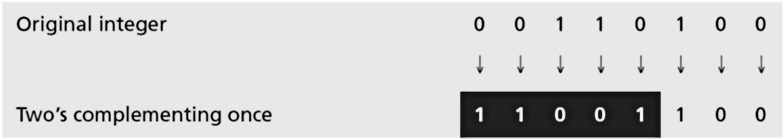 Original integer 0 0 1 1 0 1 0 0
↓ ↓ ↓ ↓ ↓ ↓ ↓ ↓
Two's complementing once 1 1 0 0 1 1 0 0